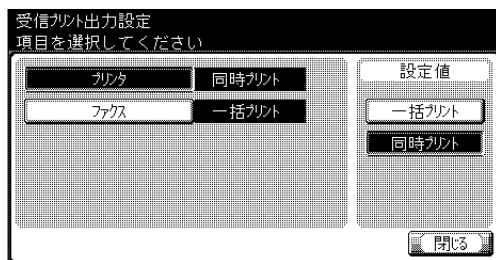 受信プリント出力設定
項目を選択してください
プリンタ 同時プリント
ファクス 一括プリント
設定値
一括プリント
同時プリント
閉じる